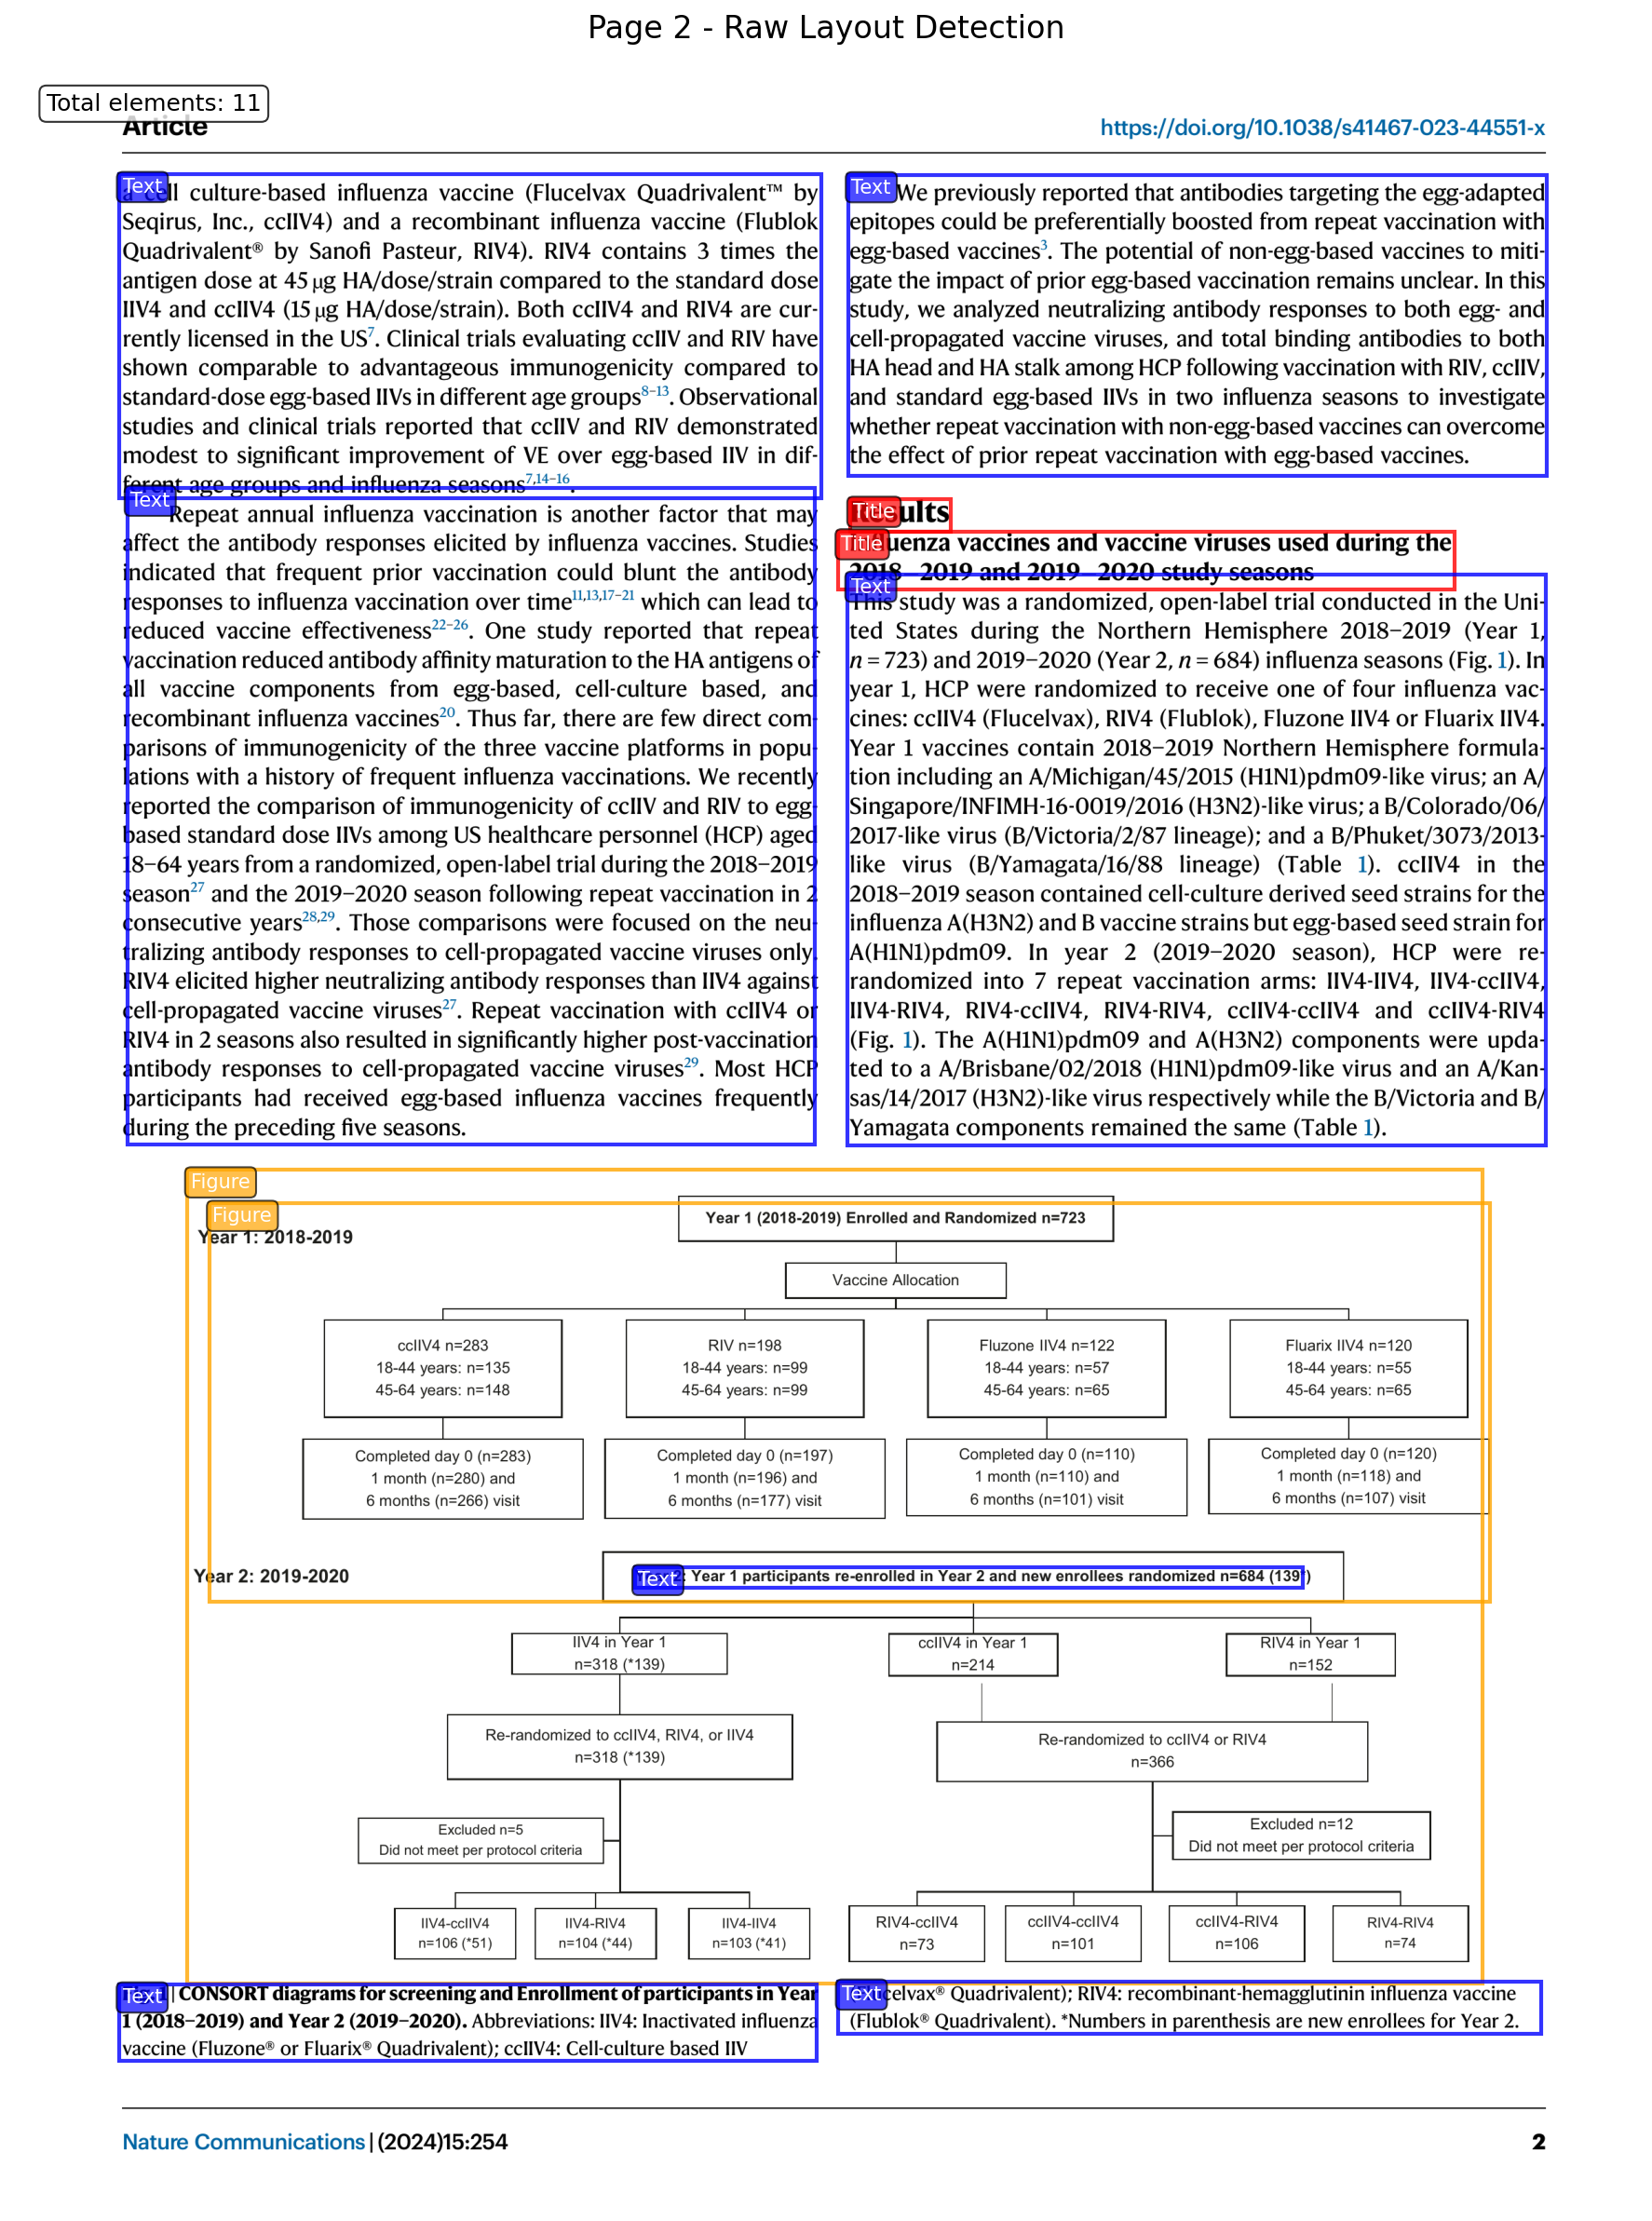 Page 2 - Raw Layout Detection
Total elements: 11
Article
https://doi.org/10.1038/s41467-023-44551-x
Text
cell culture-based influenza vaccine (Flucelvax Quadrivalent™ by
Seqirus, Inc., ccIIV4) and a recombinant influenza vaccine (Flublok
Quadrivalent® by Sanofi Pasteur, RIV4). RIV4 contains 3 times the
antigen dose at 45 µg HA/dose/strain compared to the standard dose
IIV4 and ccIIV4 (15 µg HA/dose/strain). Both ccIIV4 and RIV4 are cur-
rently licensed in the US7. Clinical trials evaluating ccIIV and RIV have
shown comparable to advantageous immunogenicity compared to
standard-dose egg-based IIVs in different age groups8–13. Observational
studies and clinical trials reported that ccIIV and RIV demonstrated
modest to significant improvement of VE over egg-based IIV in dif-
ferent age groups and influenza seasons7,14–16.
Text
Repeat annual influenza vaccination is another factor that may
affect the antibody responses elicited by influenza vaccines. Studies
indicated that frequent prior vaccination could blunt the antibody
responses to influenza vaccination over time11,13,17–21 which can lead to
reduced vaccine effectiveness22–26. One study reported that repeat
vaccination reduced antibody affinity maturation to the HA antigens of
all vaccine components from egg-based, cell-culture based, and
recombinant influenza vaccines20. Thus far, there are few direct com-
parisons of immunogenicity of the three vaccine platforms in popu-
lations with a history of frequent influenza vaccinations. We recently
reported the comparison of immunogenicity of ccIIV and RIV to egg-
based standard dose IIVs among US healthcare personnel (HCP) aged
18–64 years from a randomized, open-label trial during the 2018–2019
season27 and the 2019–2020 season following repeat vaccination in 2
consecutive years28,29. Those comparisons were focused on the neu-
tralizing antibody responses to cell-propagated vaccine viruses only.
RIV4 elicited higher neutralizing antibody responses than IIV4 against
cell-propagated vaccine viruses27. Repeat vaccination with ccIIV4 or
RIV4 in 2 seasons also resulted in significantly higher post-vaccination
antibody responses to cell-propagated vaccine viruses29. Most HCP
participants had received egg-based influenza vaccines frequently
during the preceding five seasons.
Text
We previously reported that antibodies targeting the egg-adapted
epitopes could be preferentially boosted from repeat vaccination with
egg-based vaccines3. The potential of non-egg-based vaccines to miti-
gate the impact of prior egg-based vaccination remains unclear. In this
study, we analyzed neutralizing antibody responses to both egg- and
cell-propagated vaccine viruses, and total binding antibodies to both
HA head and HA stalk among HCP following vaccination with RIV, ccIIV,
and standard egg-based IIVs in two influenza seasons to investigate
whether repeat vaccination with non-egg-based vaccines can overcome
the effect of prior repeat vaccination with egg-based vaccines.
Title
Results
Title
Influenza vaccines and vaccine viruses used during the
2018–2019 and 2019–2020 study seasons
Text
This study was a randomized, open-label trial conducted in the Uni-
ted States during the Northern Hemisphere 2018–2019 (Year 1,
n = 723) and 2019–2020 (Year 2, n = 684) influenza seasons (Fig. 1). In
year 1, HCP were randomized to receive one of four influenza vac-
cines: ccIIV4 (Flucelvax), RIV4 (Flublok), Fluzone IIV4 or Fluarix IIV4.
Year 1 vaccines contain 2018–2019 Northern Hemisphere formula-
tion including an A/Michigan/45/2015 (H1N1)pdm09-like virus; an A/
Singapore/INFIMH-16-0019/2016 (H3N2)-like virus; a B/Colorado/06/
2017-like virus (B/Victoria/2/87 lineage); and a B/Phuket/3073/2013-
like virus (B/Yamagata/16/88 lineage) (Table 1). ccIIV4 in the
2018–2019 season contained cell-culture derived seed strains for the
influenza A(H3N2) and B vaccine strains but egg-based seed strain for
A(H1N1)pdm09. In year 2 (2019–2020 season), HCP were re-
randomized into 7 repeat vaccination arms: IIV4-IIV4, IIV4-ccIIV4,
IIV4-RIV4, RIV4-ccIIV4, RIV4-RIV4, ccIIV4-ccIIV4 and ccIIV4-RIV4
(Fig. 1). The A(H1N1)pdm09 and A(H3N2) components were upda-
ted to a A/Brisbane/02/2018 (H1N1)pdm09-like virus and an A/Kan-
sas/14/2017 (H3N2)-like virus respectively while the B/Victoria and B/
Yamagata components remained the same (Table 1).
Figure
Figure
Year 1: 2018-2019
Year 1 (2018-2019) Enrolled and Randomized n=723
Vaccine Allocation
ccIIV4 n=283
18-44 years: n=135
45-64 years: n=148
RIV n=198
18-44 years: n=99
45-64 years: n=99
Fluzone IIV4 n=122
18-44 years: n=57
45-64 years: n=65
Fluarix IIV4 n=120
18-44 years: n=55
45-64 years: n=65
Completed day 0 (n=283)
1 month (n=280) and
6 months (n=266) visit
Completed day 0 (n=197)
1 month (n=196) and
6 months (n=177) visit
Completed day 0 (n=110)
1 month (n=110) and
6 months (n=101) visit
Completed day 0 (n=120)
1 month (n=118) and
6 months (n=107) visit
Year 2: 2019-2020
Text
Year 1 participants re-enrolled in Year 2 and new enrollees randomized n=684 (139*)
IIV4 in Year 1
n=318 (*139)
ccIIV4 in Year 1
n=214
RIV4 in Year 1
n=152
Re-randomized to ccIIV4, RIV4, or IIV4
n=318 (*139)
Re-randomized to ccIIV4 or RIV4
n=366
Excluded n=5
Did not meet per protocol criteria
Excluded n=12
Did not meet per protocol criteria
IIV4-ccIIV4
n=106 (*51)
IIV4-RIV4
n=104 (*44)
IIV4-IIV4
n=103 (*41)
RIV4-ccIIV4
n=73
ccIIV4-ccIIV4
n=101
ccIIV4-RIV4
n=106
RIV4-RIV4
n=74
Text
| CONSORT diagrams for screening and Enrollment of participants in Year
1 (2018–2019) and Year 2 (2019–2020). Abbreviations: IIV4: Inactivated influenza
vaccine (Fluzone® or Fluarix® Quadrivalent); ccIIV4: Cell-culture based IIV
Text
(Flucelvax® Quadrivalent); RIV4: recombinant-hemagglutinin influenza vaccine
(Flublok® Quadrivalent). *Numbers in parenthesis are new enrollees for Year 2.
Nature Communications | (2024)15:254
2